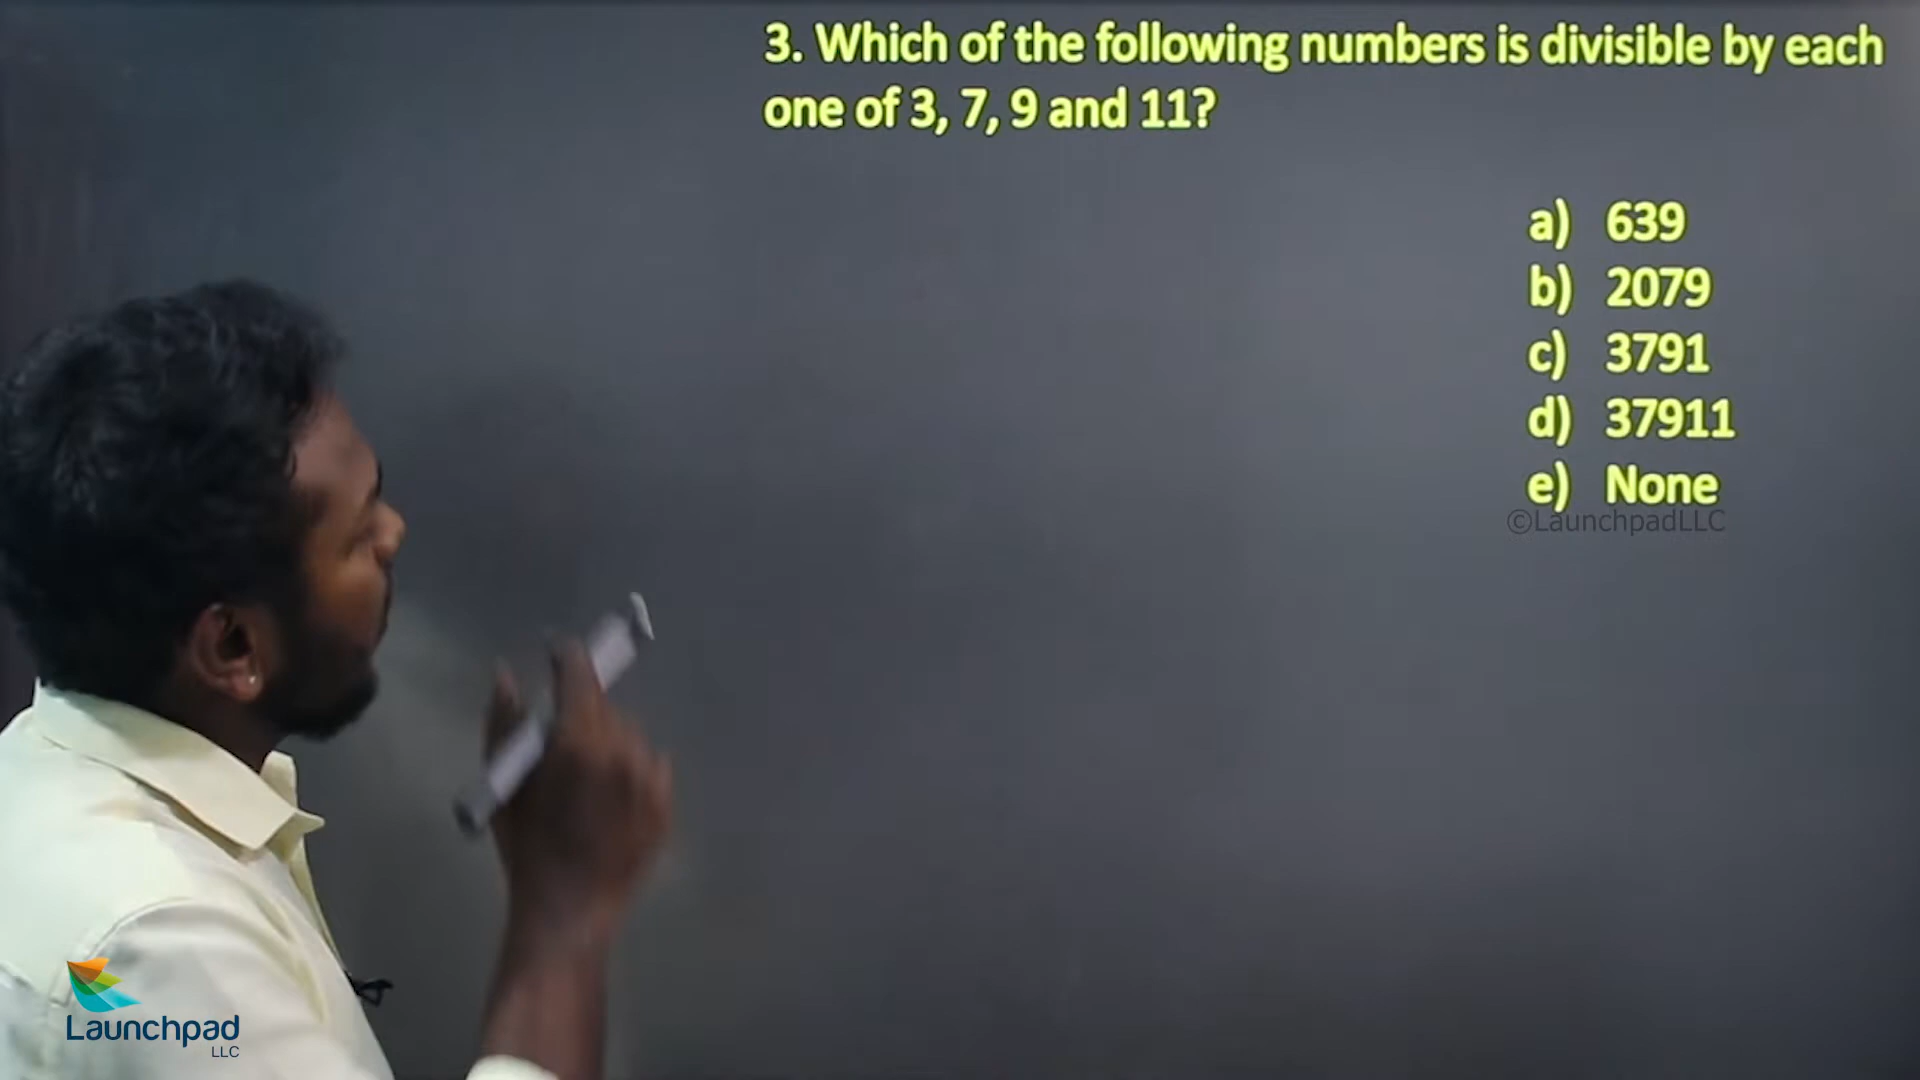 3. Which of the following numbers is divisible by each
one of 3, 7, 9 and 11?
a) 639
b) 2079
c) 3791
d) 37911
e) None
©LaunchpadLLC
Launchpad
LLC